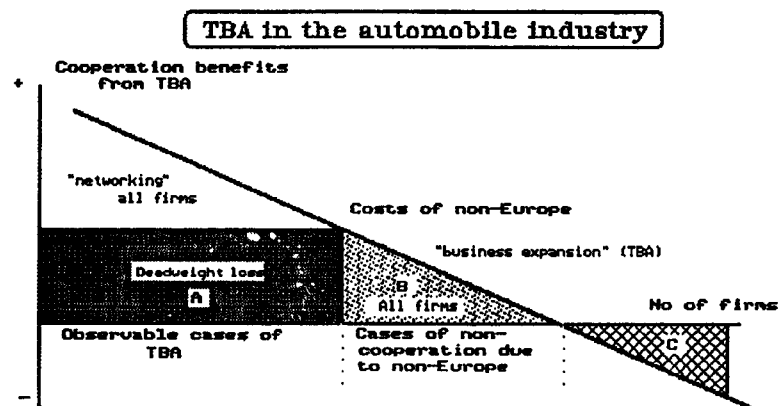 TBA in the automobile industry
Cooperation benefits
from TBA
+
"networking"
all firms
Costs of non-Europe
"business expansion" (TBA)
Deadweight loss
A
B
All firms
No of firms
C
Observable cases of
TBA
Cases of non-
cooperation due
to non-Europe
-